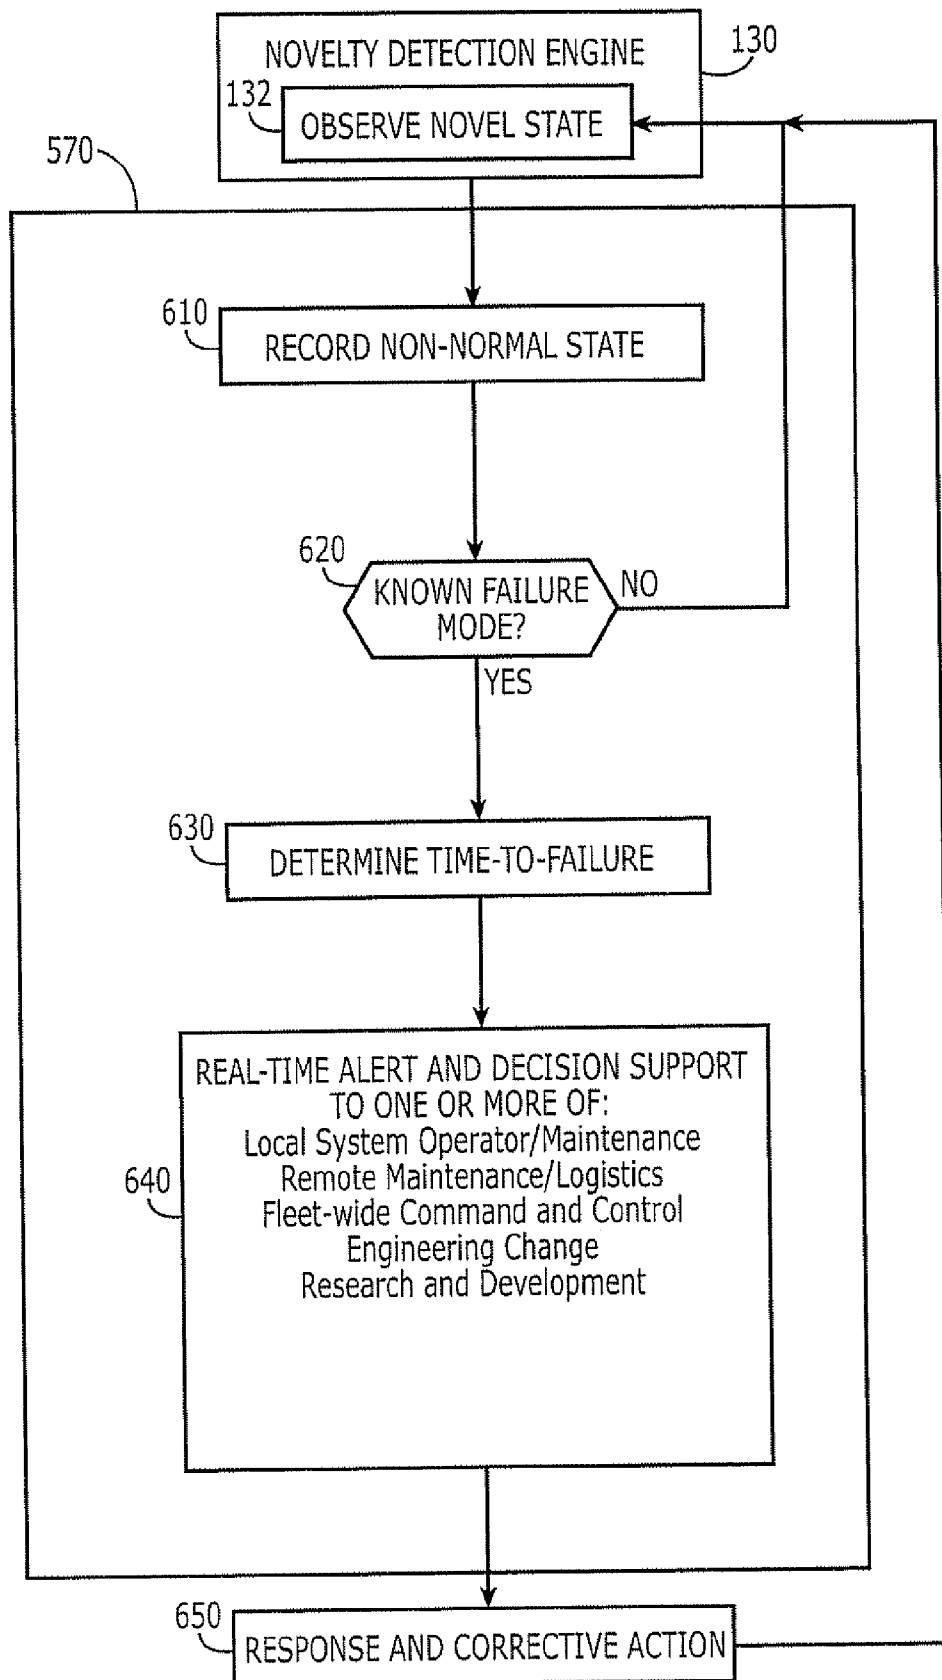 NOVELTY DETECTION ENGINE
130
132
OBSERVE NOVEL STATE
570
610
RECORD NON-NORMAL STATE
620
KNOWN FAILURE
MODE?
NO
YES
630
DETERMINE TIME-TO-FAILURE
REAL-TIME ALERT AND DECISION SUPPORT
TO ONE OR MORE OF:
Local System Operator/Maintenance
Remote Maintenance/Logistics
Fleet-wide Command and Control
Engineering Change
Research and Development
640
650
RESPONSE AND CORRECTIVE ACTION